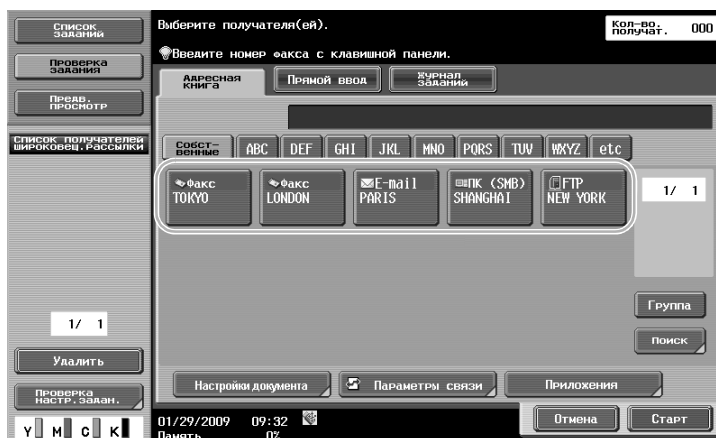 Список
заданий
Проверка
задания
Предв.
просмотр
Список получателей
широковещ.рассылки
1/ 1
Удалить
Проверка
настр.задан.
Y M C K
Выберите получателя(ей).
Кол-во.
получат. 000
Введите номер факса с клавишной панели.
Адресная
книга
Прямой ввод
Журнал
заданий
Собст-
венные
ABC DEF GHI JKL MNO PQRS TUV WXYZ etc
Факс
TOKYO
Факс
LONDON
E-mail
PARIS
ПК (SMB)
SHANGHAI
FTP
NEW YORK
1/ 1
Группа
Поиск
Настройки документа
Параметры связи
Приложения
01/29/2009 09:32
Память 0%
Отмена
Старт